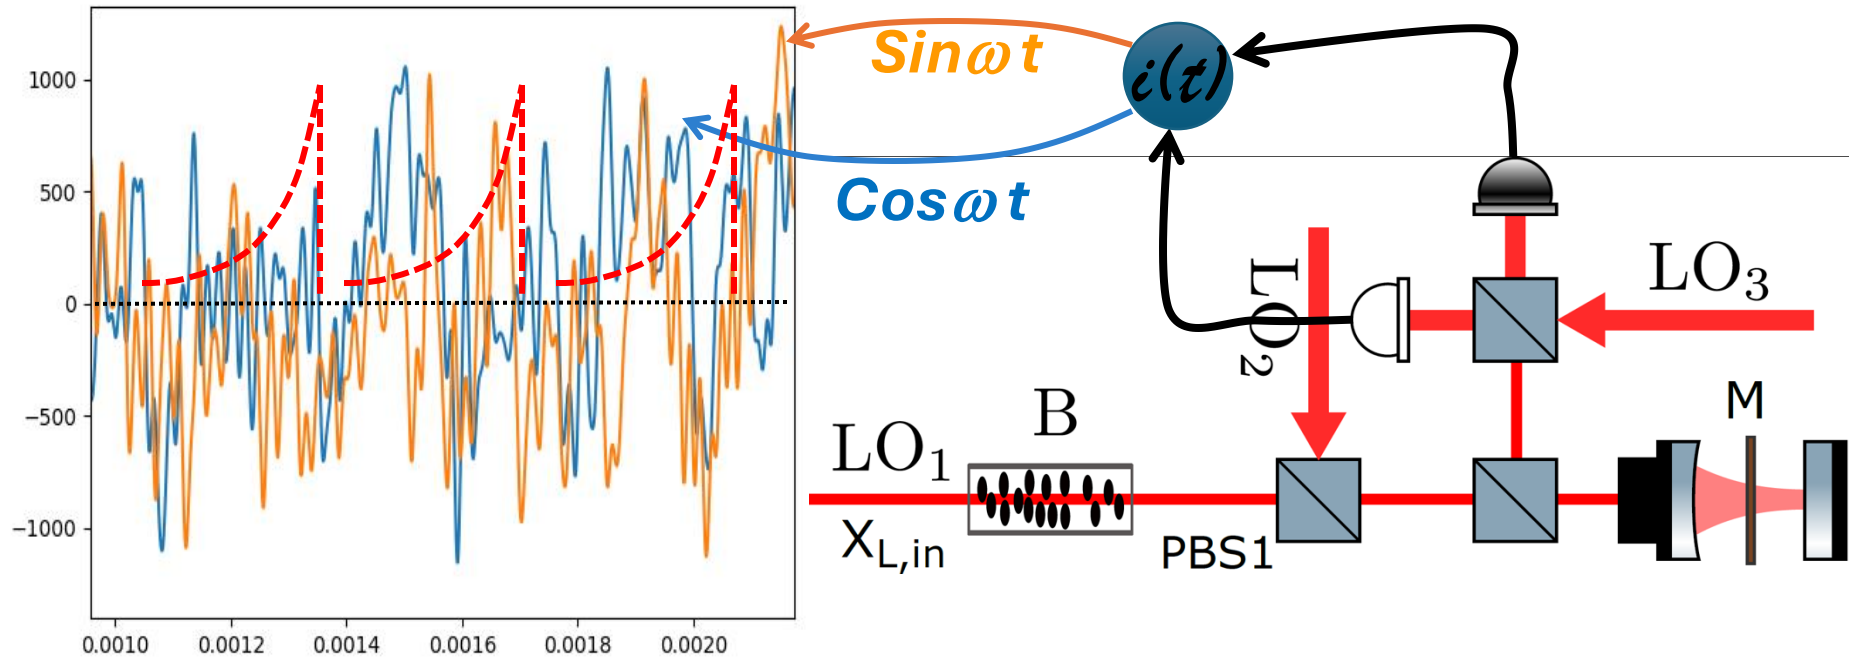 1000
500
0
−500
−1000
0.0010
0.0012
0.0014
0.0016
0.0018
0.0020
Sinωt
Cosωt
i(t)
LO₁
X_L,in
B
PBS1
LO₂
LO₃
M